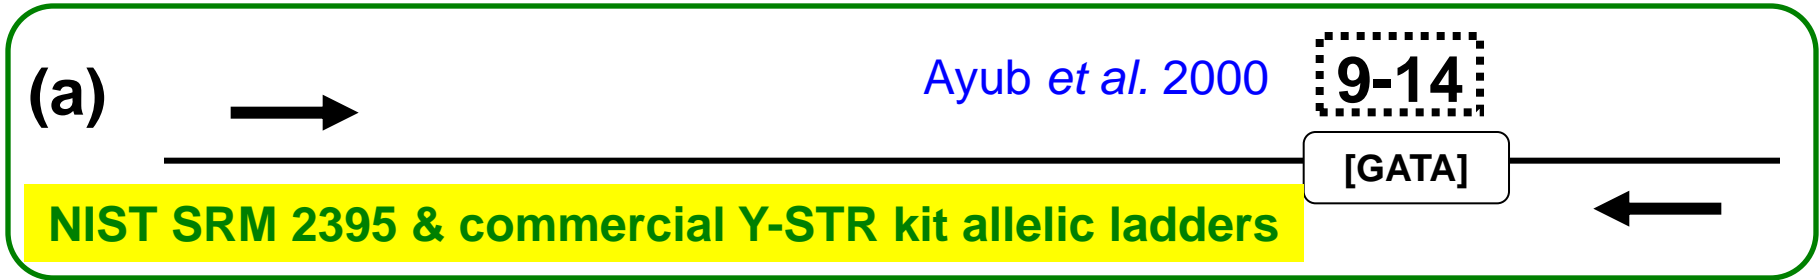 (a)
Ayub et al. 2000
9-14
[GATA]
NIST SRM 2395 & commercial Y-STR kit allelic ladders